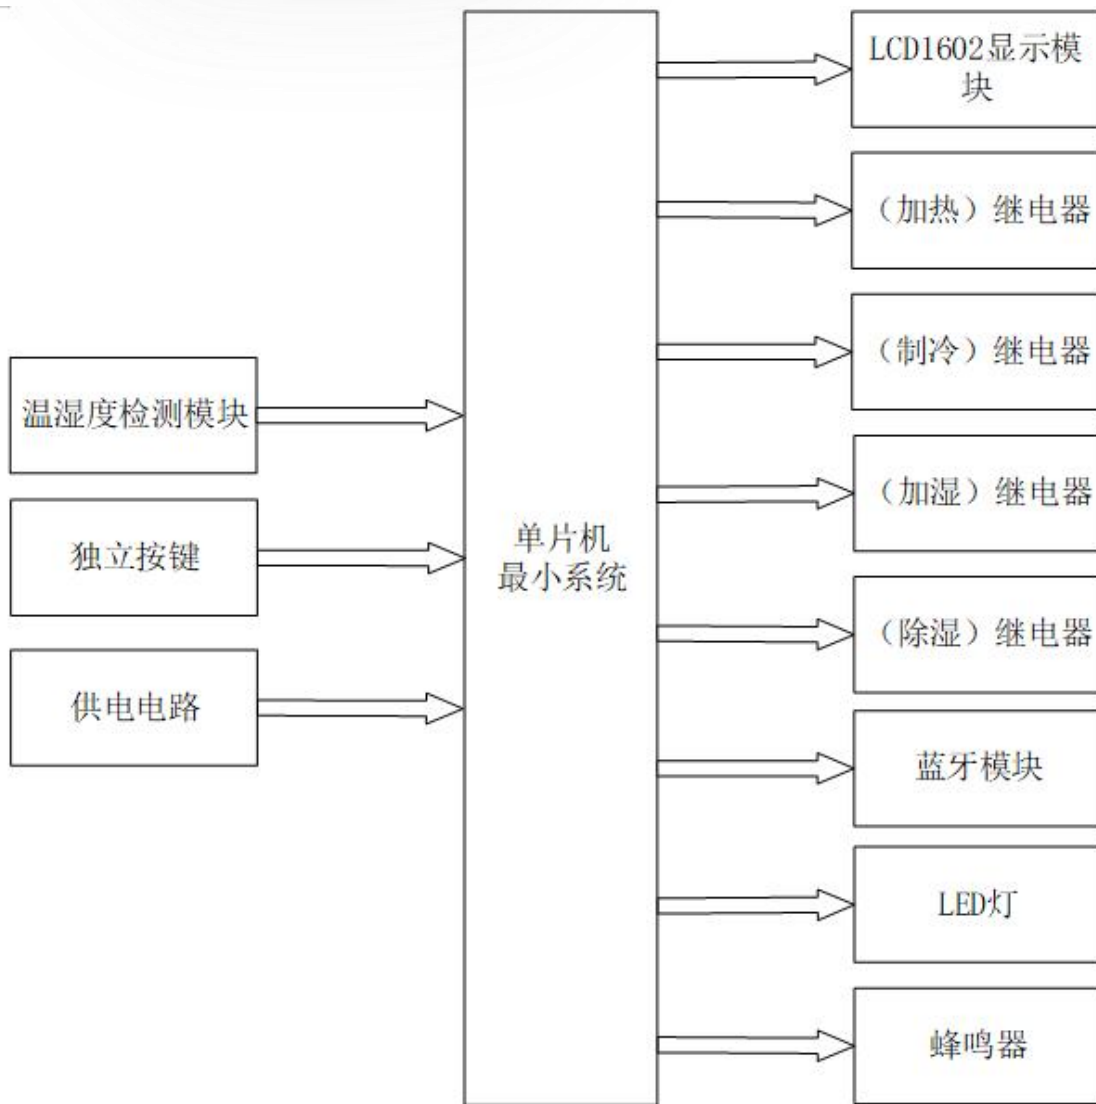 温湿度检测模块
独立按键
供电电路
单片机
最小系统
LCD1602显示模
块
（加热）继电器
（制冷）继电器
（加湿）继电器
（除湿）继电器
蓝牙模块
LED灯
蜂鸣器